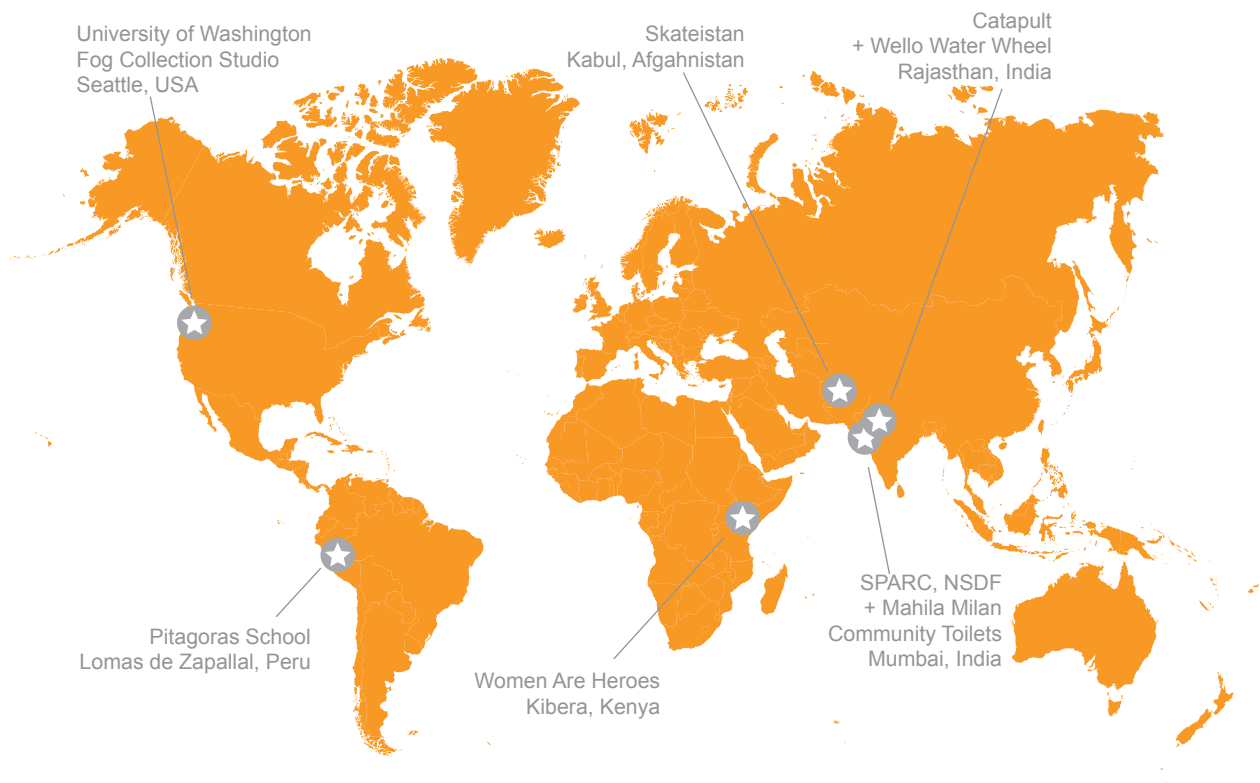 University of Washington
Fog Collection Studio
Seattle, USA
Skateistan
Kabul, Afgahnistan
Catapult
+ Wello Water Wheel
Rajasthan, India
Pitagoras School
Lomas de Zapallal, Peru
Women Are Heroes
Kibera, Kenya
SPARC, NSDF
+ Mahila Milan
Community Toilets
Mumbai, India